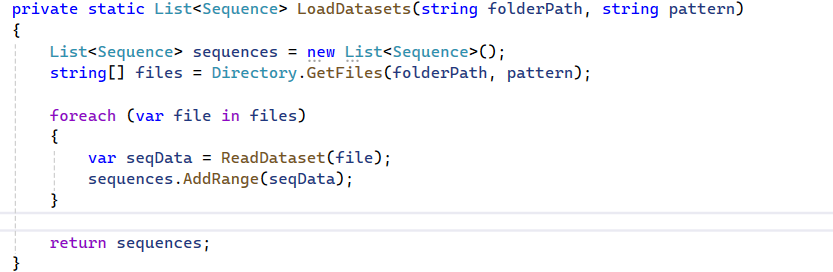 private static List<Sequence> LoadDatasets(string folderPath, string pattern)
{
    List<Sequence> sequences = new List<Sequence>();
    string[] files = Directory.GetFiles(folderPath, pattern);

    foreach (var file in files)
    {
        var seqData = ReadDataset(file);
        sequences.AddRange(seqData);
    }

    return sequences;
}